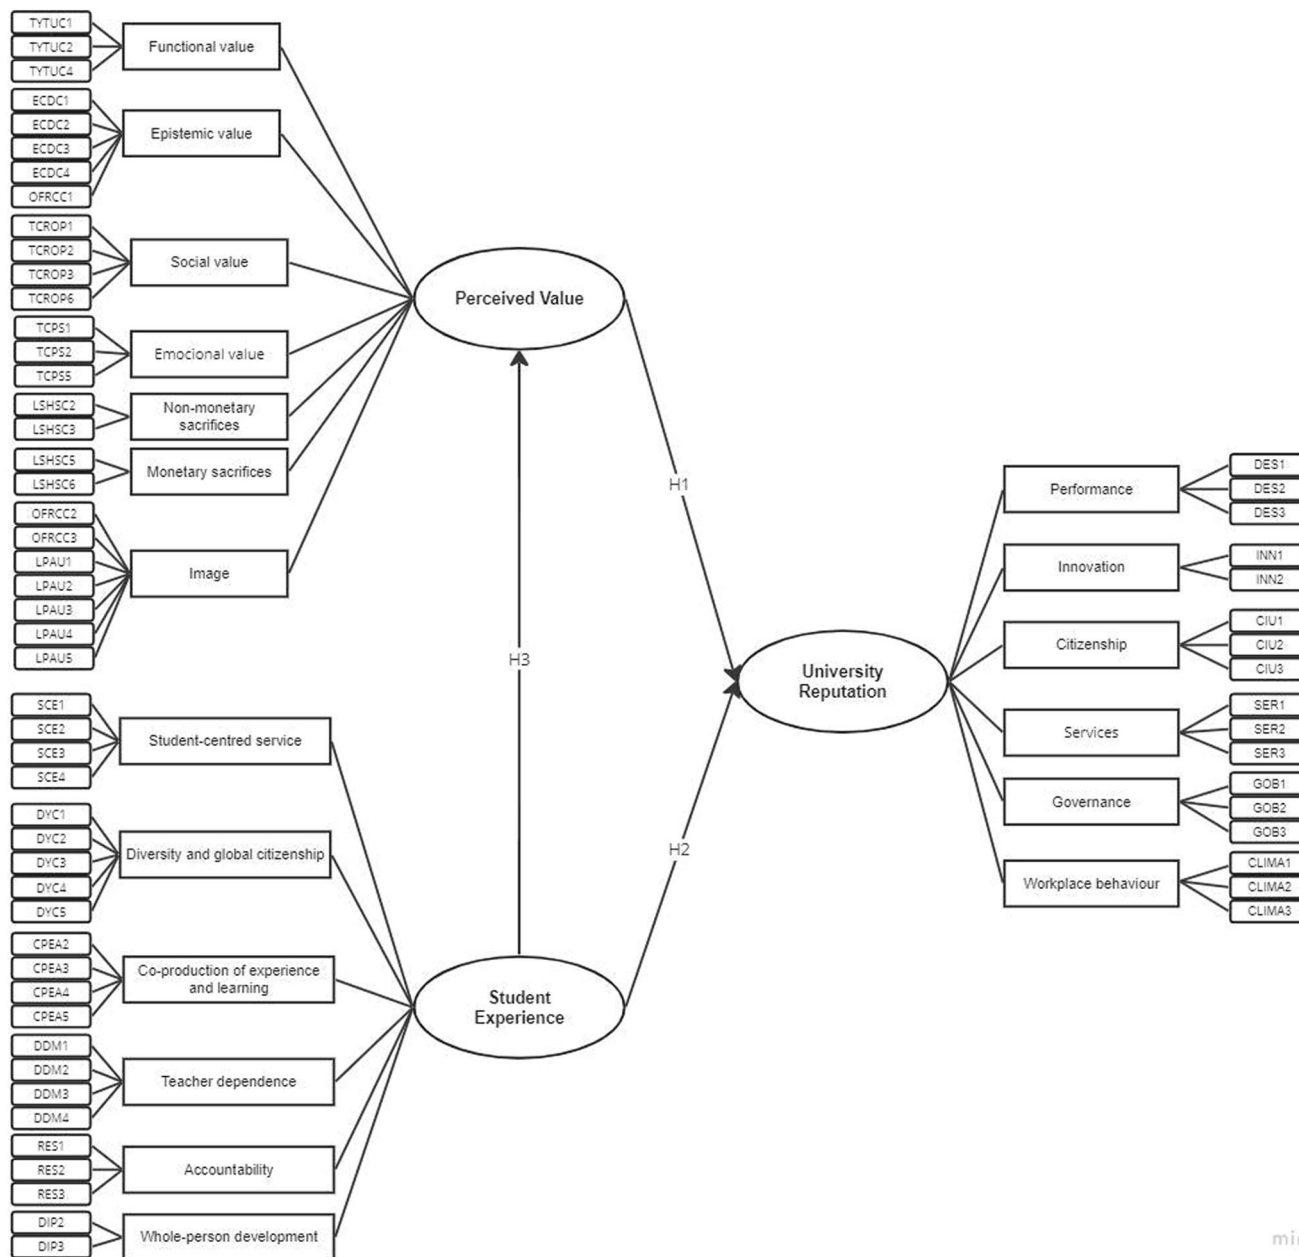 TYTUC1
TYTUC2
TYTUC4
Functional value
ECDC1
ECDC2
ECDC3
ECDC4
OFRCC1
Epistemic value
TCROP1
TCROP2
TCROP3
TCROP6
Social value
TCPS1
TCPS2
TCPS5
Emocional value
LSHSC2
LSHSC3
Non-monetary
sacrifices
LSHSC5
LSHSC6
Monetary sacrifices
OFRCC2
OFRCC3
LPAU1
LPAU2
LPAU3
LPAU4
LPAU5
Image
Perceived Value
H1
H3
H2
SCE1
SCE2
SCE3
SCE4
Student-centred service
DYC1
DYC2
DYC3
DYC4
DYC5
Diversity and global citizenship
CPEA2
CPEA3
CPEA4
CPEA5
Co-production of experience
and learning
DDM1
DDM2
DDM3
DDM4
Teacher dependence
RES1
RES2
RES3
Accountability
DIP2
DIP3
Whole-person development
Student
Experience
University
Reputation
Performance
DES1
DES2
DES3
Innovation
INN1
INN2
Citizenship
CIU1
CIU2
CIU3
Services
SER1
SER2
SER3
Governance
GOB1
GOB2
GOB3
Workplace behaviour
CLIMA1
CLIMA2
CLIMA3